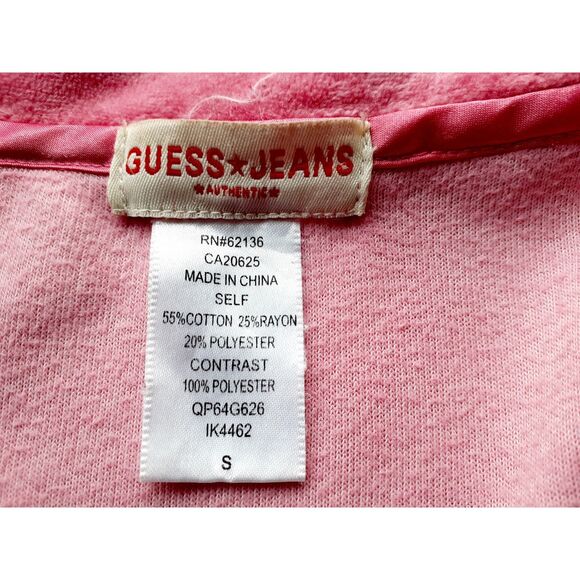 GUESS★JEANS
★AUTHENTIC★
RN#62136
CA20625
MADE IN CHINA
SELF
55%COTTON 25%RAYON
20% POLYESTER
CONTRAST
100% POLYESTER
QP64G626
IK4462
S